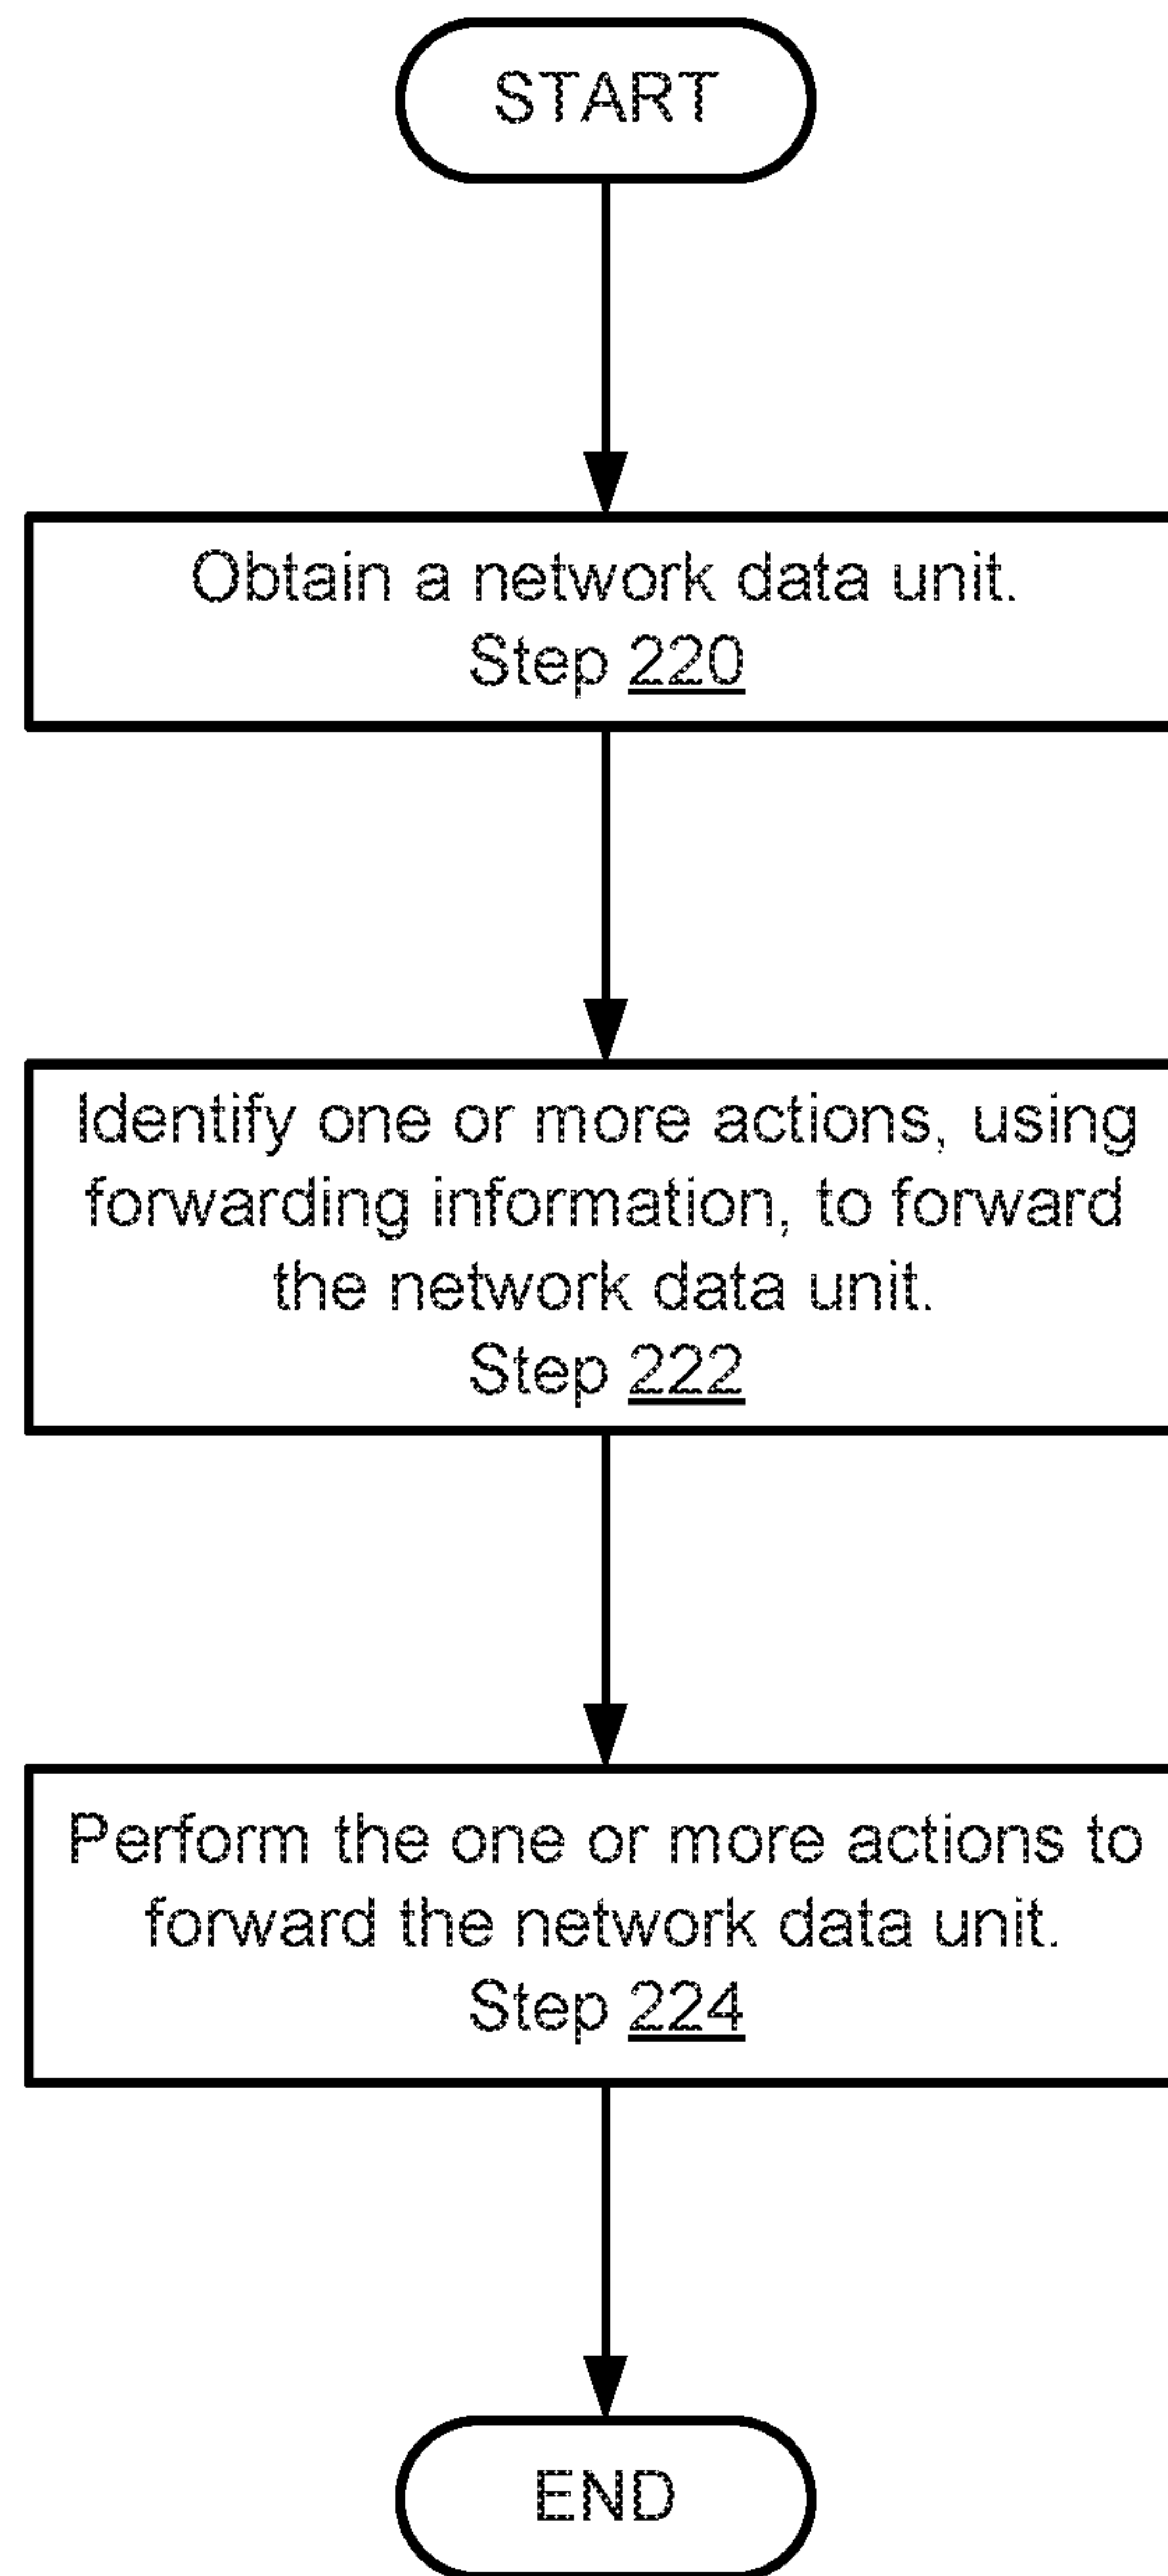 START
Obtain a network data unit.
Step 220
Identify one or more actions, using
forwarding information, to forward
the network data unit.
Step 222
Perform the one or more actions to
forward the network data unit.
Step 224
END